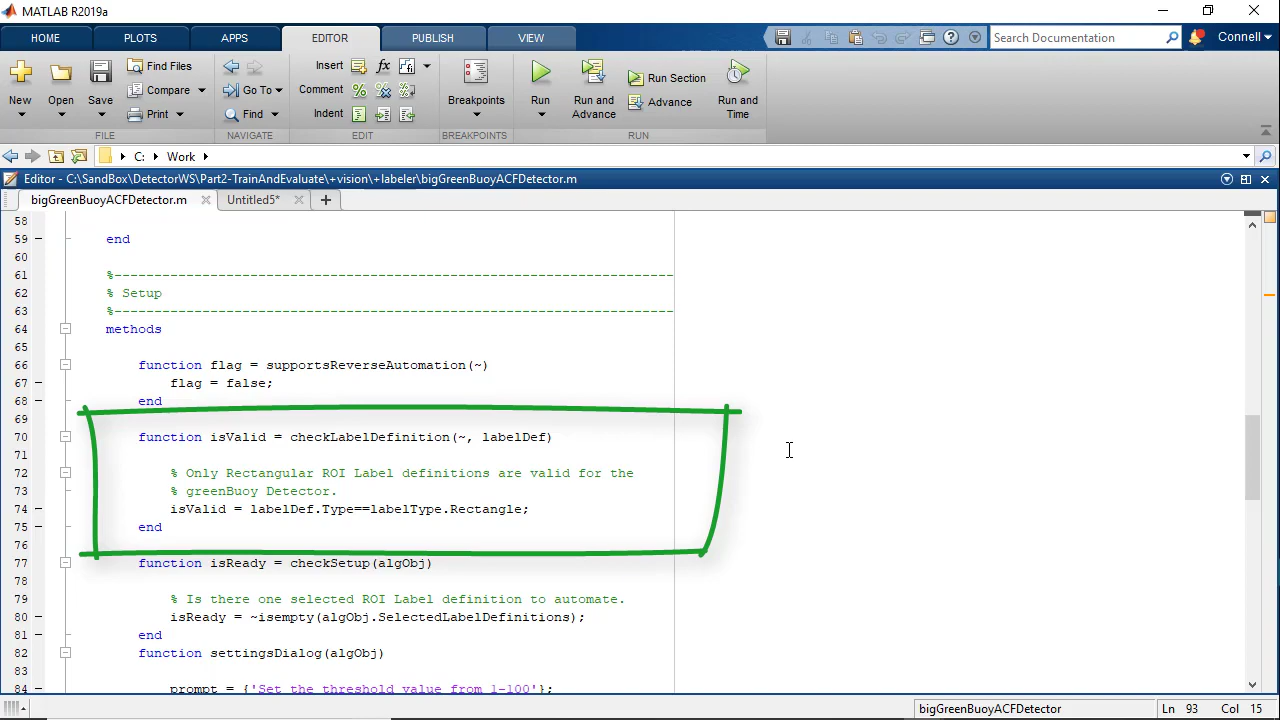 MATLAB R2019a
HOME PLOTS APPS EDITOR PUBLISH VIEW Search Documentation Connell
New Open Save Find Files Compare Print
Go To Find
Insert fx
Comment %
Indent
Breakpoints
Run Run and Advance Run Section Advance Run and Time
FILE NAVIGATE EDIT BREAKPOINTS RUN
C: Work
Editor - C:\SandBox\DetectorWS\Part2-TrainAndEvaluate\+vision\+labeler\bigGreenBuoyACFDetector.m
bigGreenBuoyACFDetector.m Untitled5*
58
59 end
60
61 %----------------------------------------------------------------------
62 % Setup
63 %----------------------------------------------------------------------
64 methods
65
66 function flag = supportsReverseAutomation(~)
67 flag = false;
68 end
69
70 function isValid = checkLabelDefinition(~, labelDef)
71
72 % Only Rectangular ROI Label definitions are valid for the
73 % greenBuoy Detector.
74 isValid = labelDef.Type==labelType.Rectangle;
75 end
76
77 function isReady = checkSetup(algObj)
78
79 % Is there one selected ROI Label definition to automate.
80 isReady = ~isempty(algObj.SelectedLabelDefinitions);
81 end
82 function settingsDialog(algObj)
83
84 prompt = {'Set the threshold value from 1-100'};
bigGreenBuoyACFDetector Ln 93 Col 15